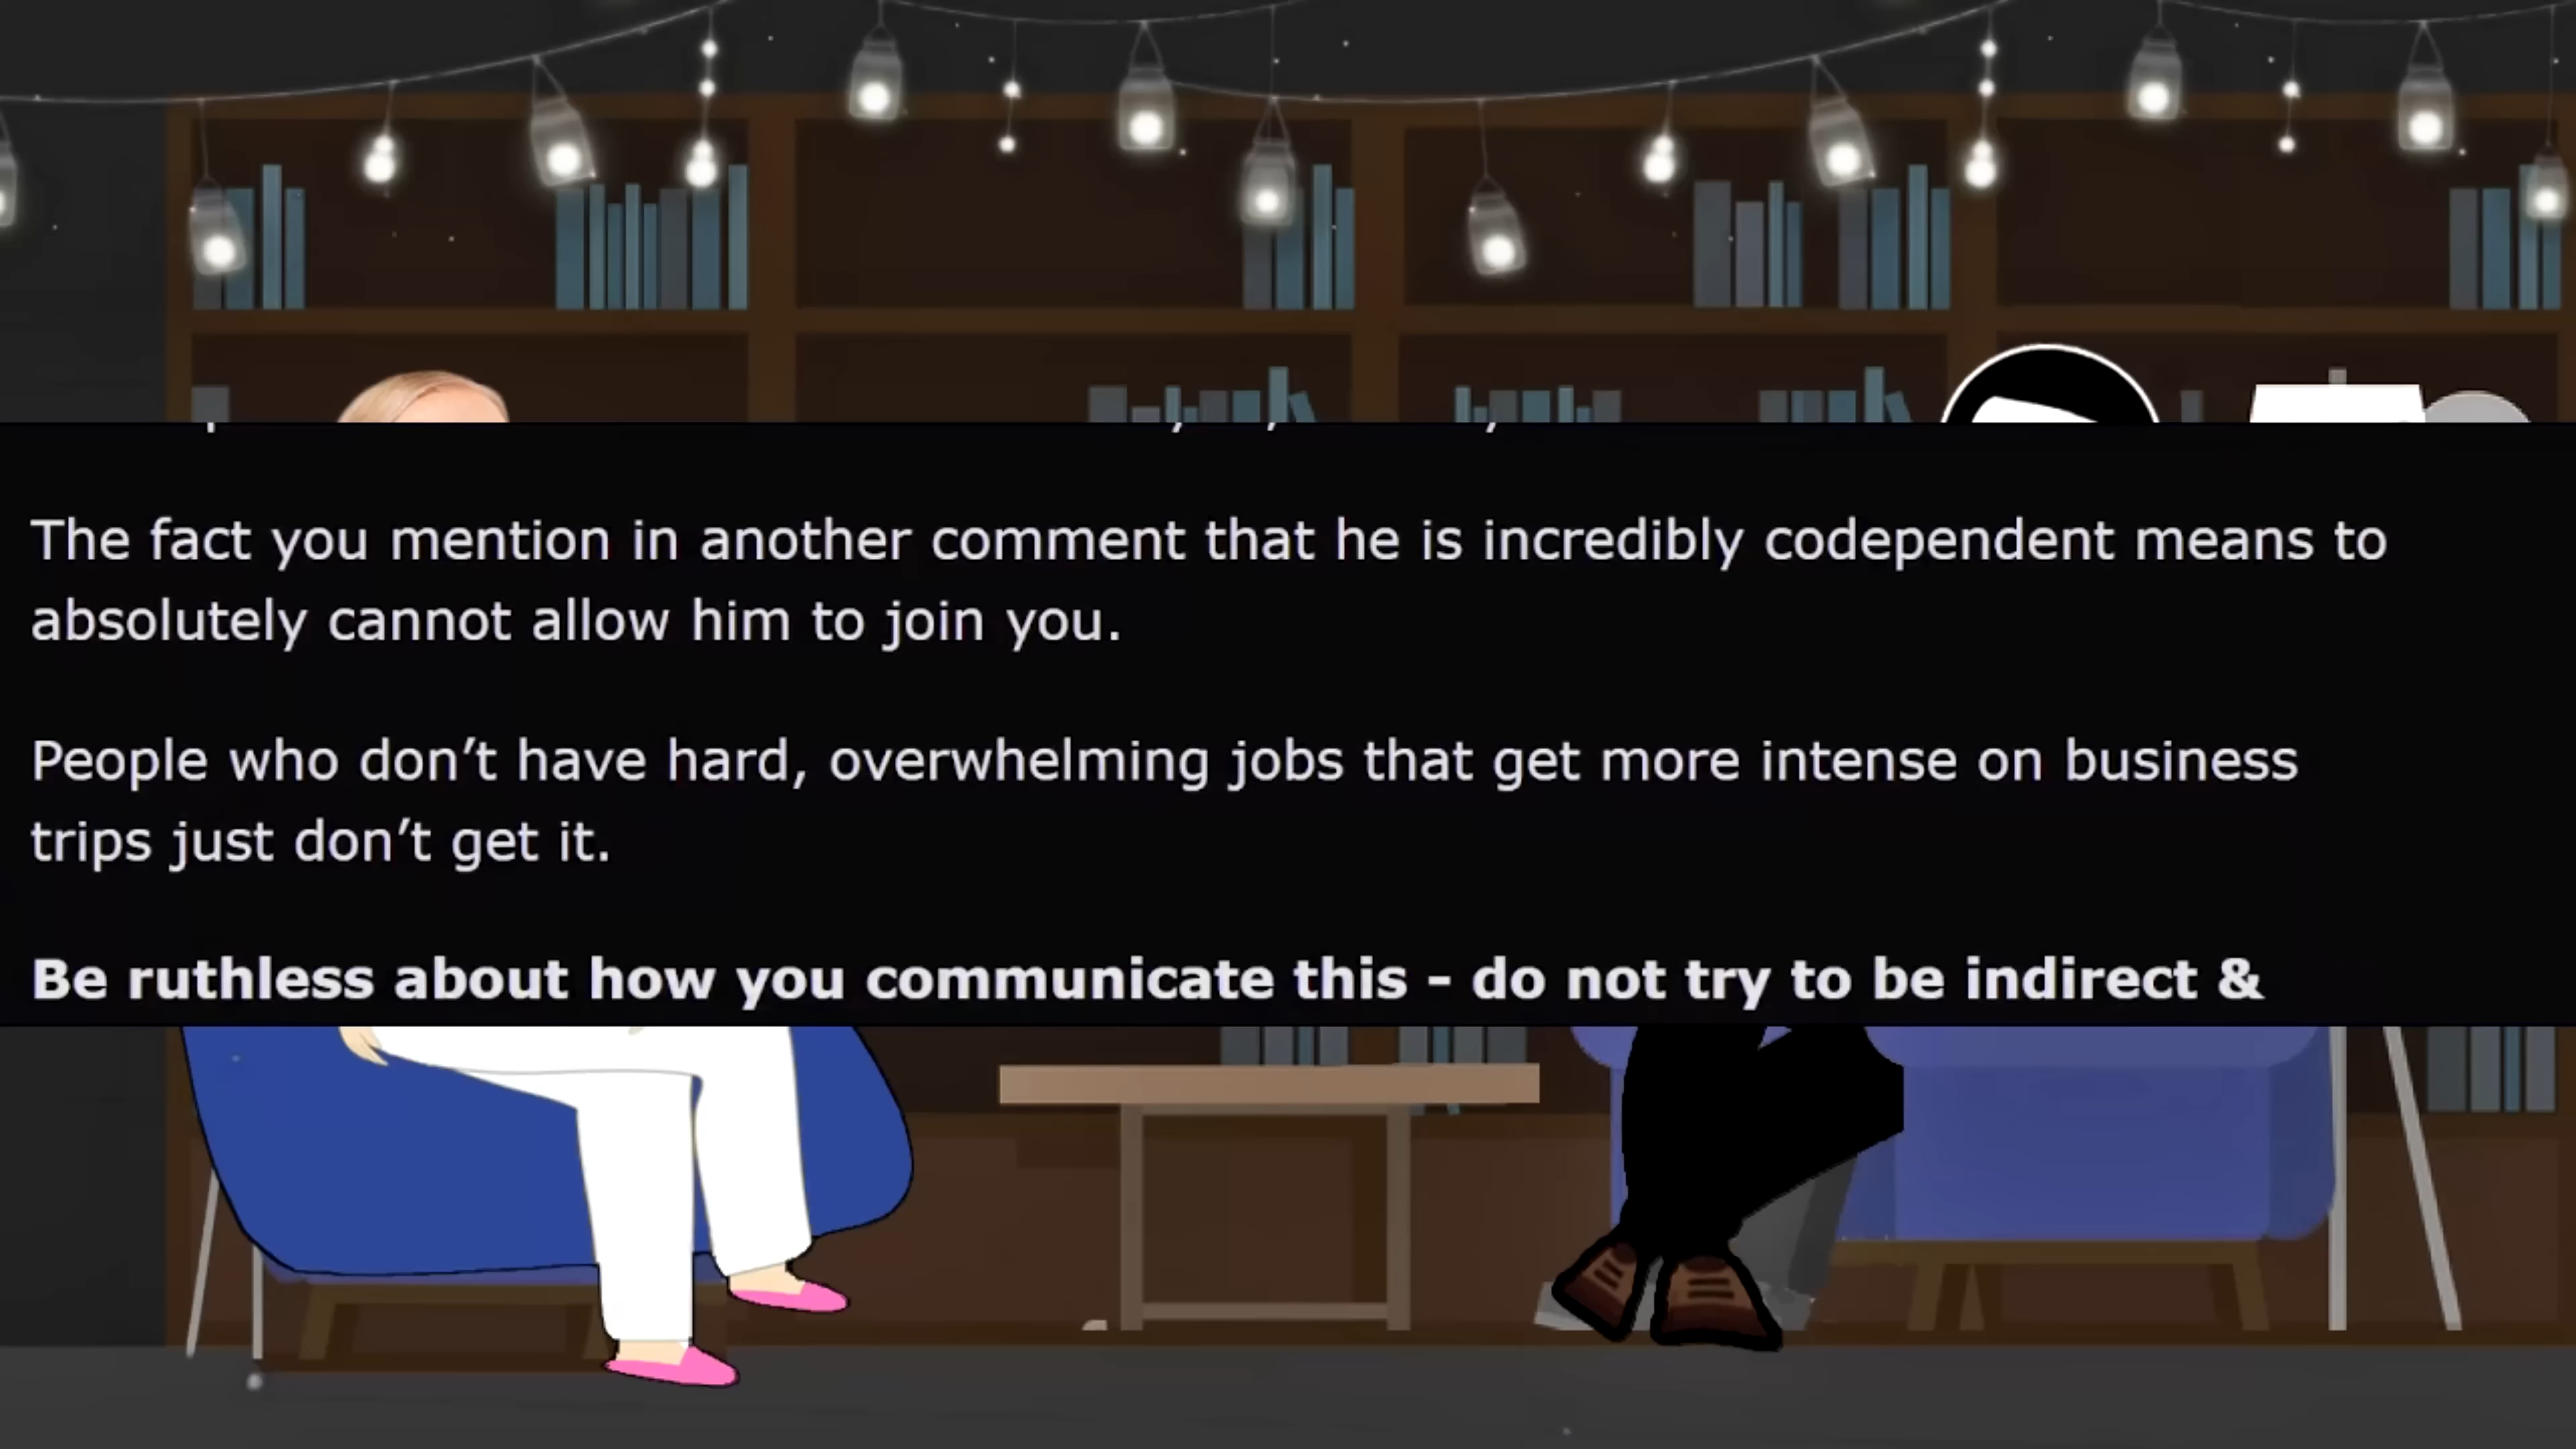 The fact you mention in another comment that he is incredibly codependent means to
absolutely cannot allow him to join you.
People who don’t have hard, overwhelming jobs that get more intense on business
trips just don’t get it.
Be ruthless about how you communicate this - do not try to be indirect &